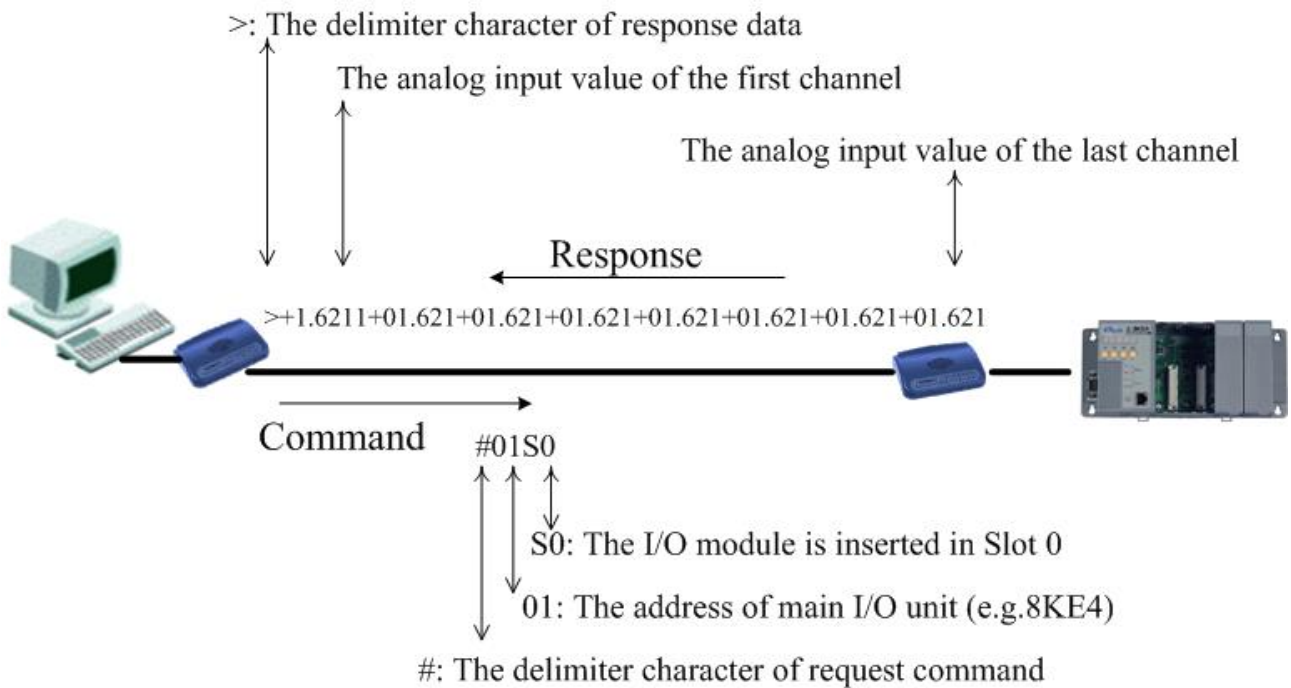 >: The delimiter character of response data
The analog input value of the first channel
The analog input value of the last channel
Response
>+1.6211+01.621+01.621+01.621+01.621+01.621+01.621+01.621
Command
#01S0
S0: The I/O module is inserted in Slot 0
01: The address of main I/O unit (e.g.8KE4)
#: The delimiter character of request command